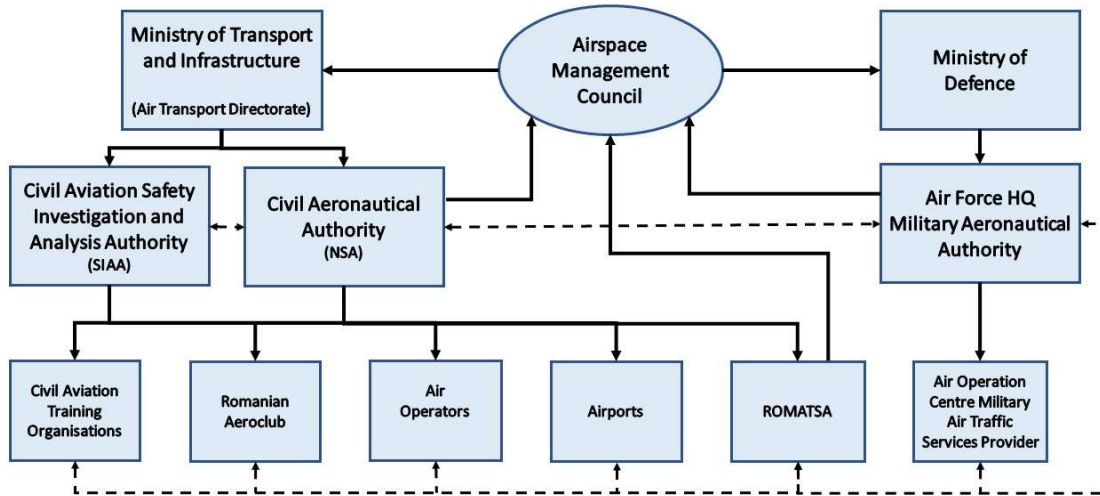 Ministry of Transport
and Infrastructure
(Air Transport Directorate)
Airspace
Management
Council
Ministry of
Defence
Civil Aviation Safety
Investigation and
Analysis Authority
(SIAA)
Civil Aeronautical
Authority
(NSA)
Air Force HQ
Military Aeronautical
Authority
Civil Aviation
Training
Organisations
Romanian
Aeroclub
Air
Operators
Airports
ROMATSA
Air Operation
Centre Military
Air Traffic
Services Provider